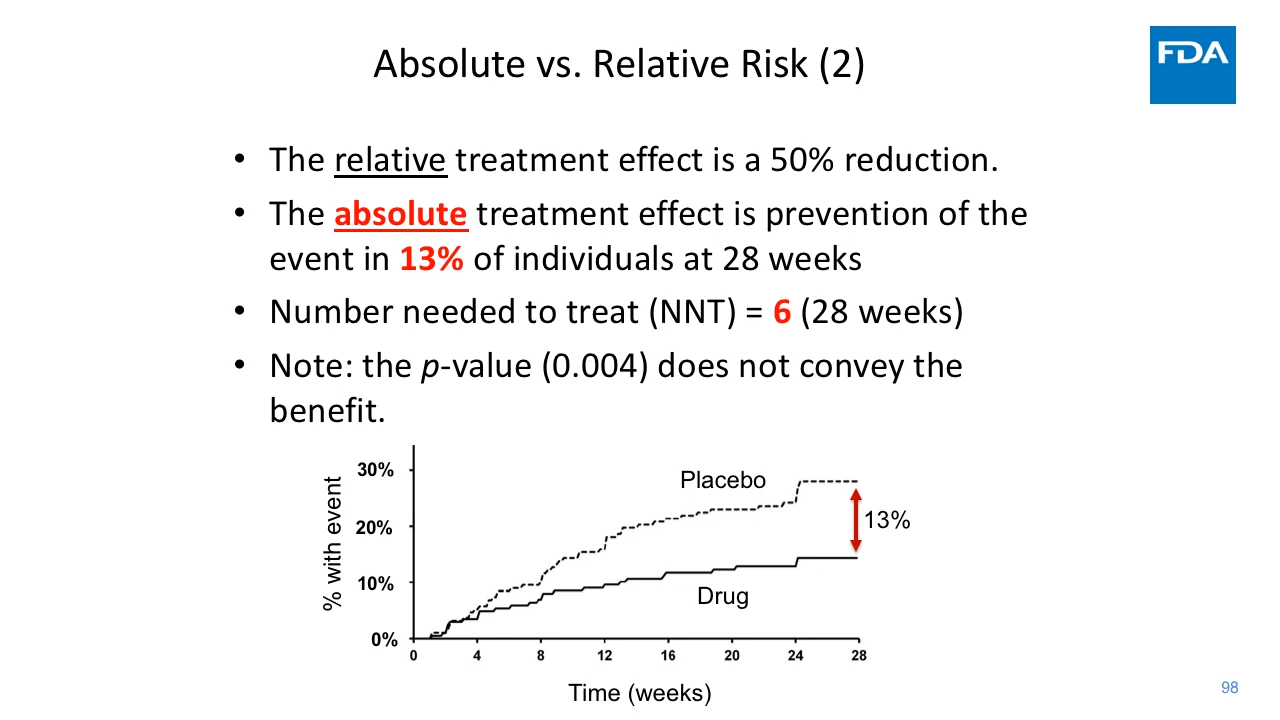 Absolute vs. Relative Risk (2)
FDA
• The relative treatment effect is a 50% reduction.
• The absolute treatment effect is prevention of the
event in 13% of individuals at 28 weeks
• Number needed to treat (NNT) = 6 (28 weeks)
• Note: the p-value (0.004) does not convey the
benefit.
% with event
30%
20%
10%
0%
Placebo
13%
Drug
0 4 8 12 16 20 24 28
Time (weeks)
98